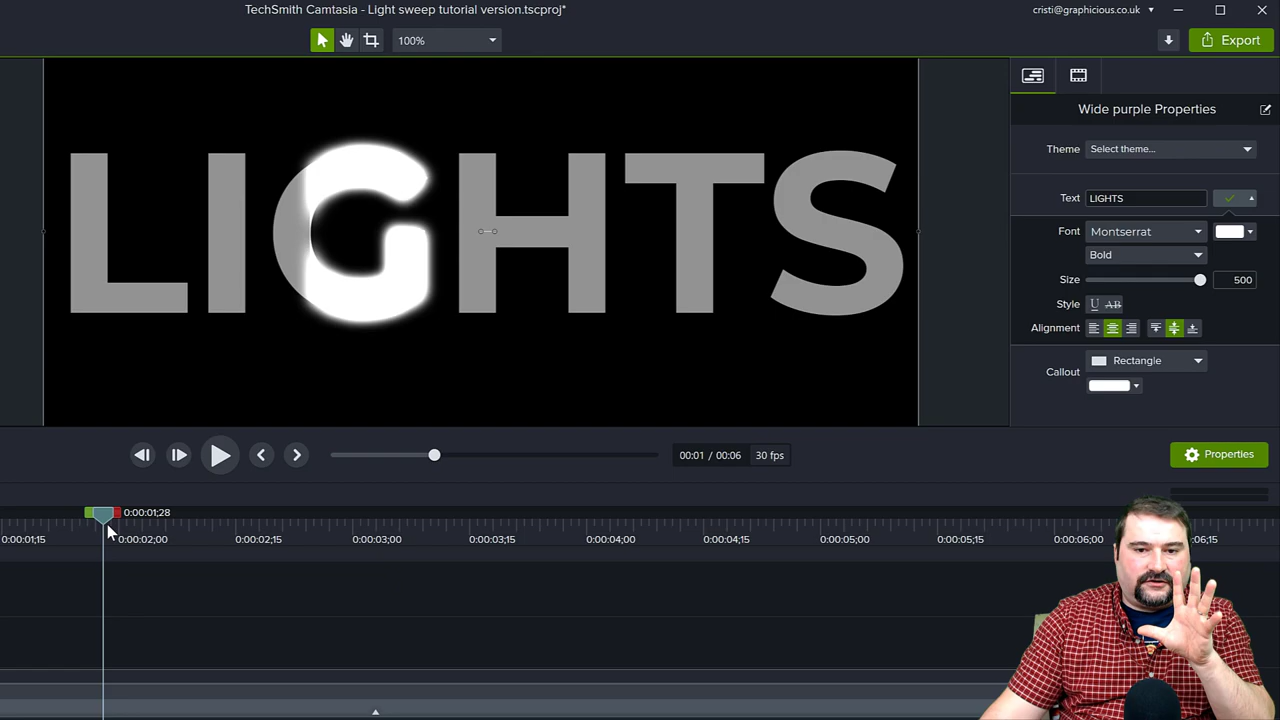 TechSmith Camtasia - Light sweep tutorial version.tscproj*
cristi@graphicious.co.uk
100%
Export
LIGHTS
Wide purple Properties
Theme Select theme...
Text LIGHTS
Font Montserrat
Bold
Size 500
Style U AB
Alignment
Callout Rectangle
00:01 / 00:06 30 fps
Properties
0:00:01;28
0:00:01;15 0:00:02;00 0:00:02;15 0:00:03;00 0:00:03;15 0:00:04;00 0:00:04;15 0:00:05;00 0:00:05;15 0:00:06;00 06;15